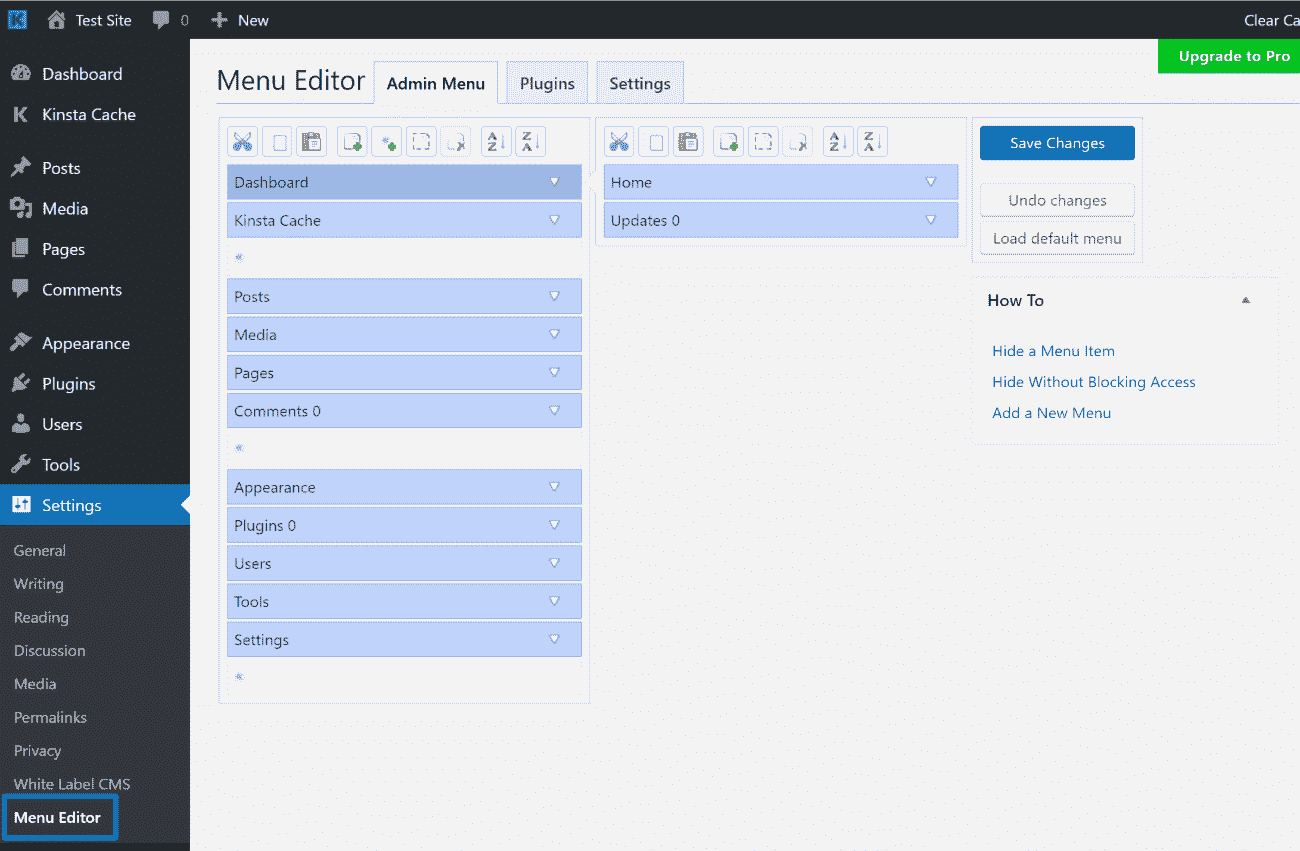 Test Site 0 New Clear Ca
Upgrade to Pro
Dashboard
Kinsta Cache
Posts
Media
Pages
Comments
Appearance
Plugins
Users
Tools
Settings
General
Writing
Reading
Discussion
Media
Permalinks
Privacy
White Label CMS
Menu Editor
Menu Editor Admin Menu Plugins Settings
Dashboard
Kinsta Cache
Posts
Media
Pages
Comments 0
Appearance
Plugins 0
Users
Tools
Settings
Home
Updates 0
Save Changes
Undo changes
Load default menu
How To
Hide a Menu Item
Hide Without Blocking Access
Add a New Menu